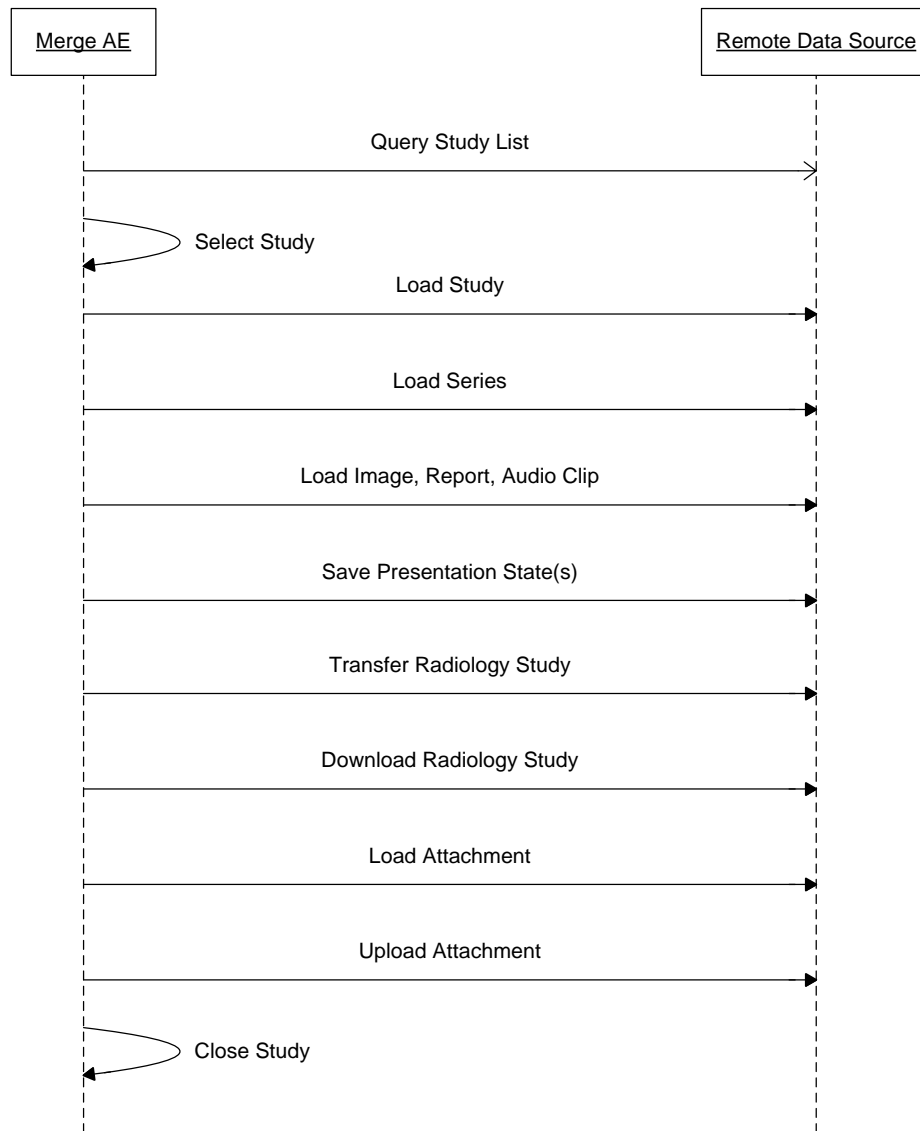 Merge AE
Remote Data Source
Query Study List
Select Study
Load Study
Load Series
Load Image, Report, Audio Clip
Save Presentation State(s)
Transfer Radiology Study
Download Radiology Study
Load Attachment
Upload Attachment
Close Study